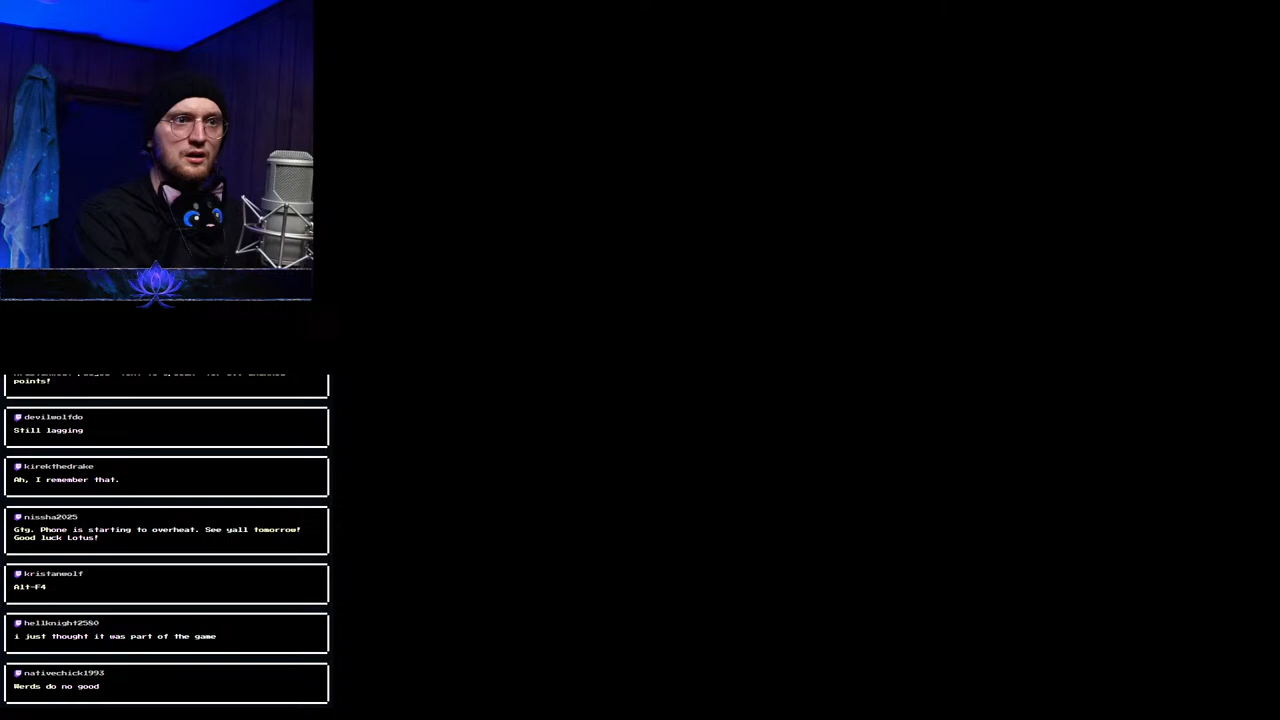 points!
devilwolfdo
Still lagging
kirekthedrake
Ah, I remember that.
nissha2025
Gtg. Phone is starting to overheat. See yall tomorrow!
Good luck Lotus!
kristanwolf
Alt-F4
hellknight2580
i just thought it was part of the game
nativechick1993
Werds do no good